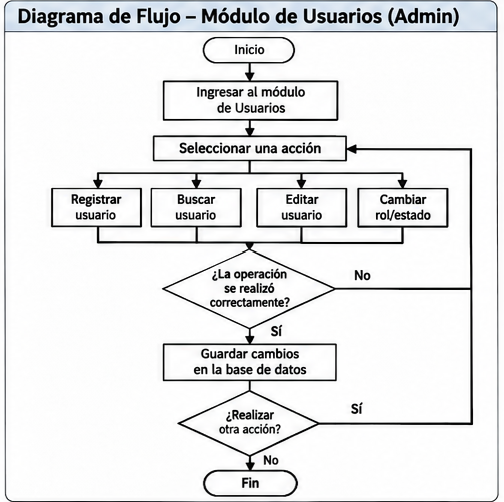 Diagrama de Flujo – Módulo de Usuarios (Admin)
Inicio
Ingresar al módulo
de Usuarios
Seleccionar una acción
Registrar
usuario
Buscar
usuario
Editar
usuario
Cambiar
rol/estado
¿La operación
se realizó
correctamente?
No
Sí
Guardar cambios
en la base de datos
¿Realizar
otra acción?
Sí
No
Fin